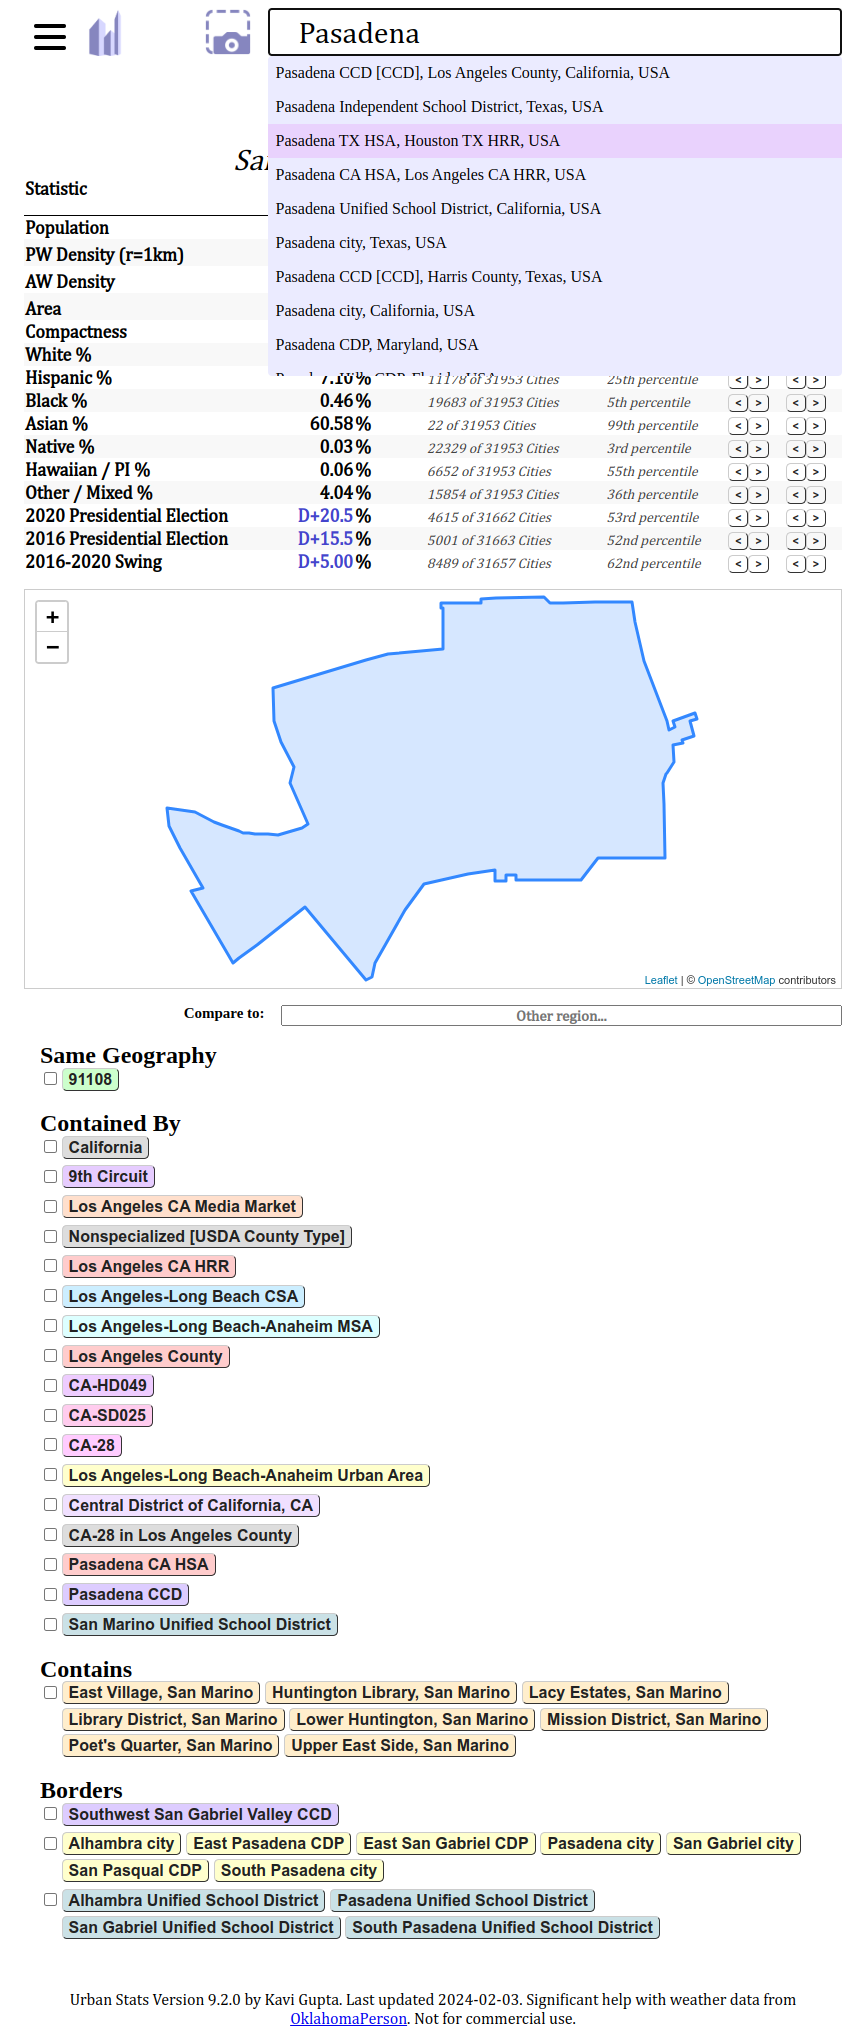 Pasadena
Pasadena CCD [CCD], Los Angeles County, California, USA
Pasadena Independent School District, Texas, USA
Pasadena TX HSA, Houston TX HRR, USA
Pasadena CA HSA, Los Angeles CA HRR, USA
Pasadena Unified School District, California, USA
Pasadena city, Texas, USA
Pasadena CCD [CCD], Harris County, Texas, USA
Pasadena city, California, USA
Pasadena CDP, Maryland, USA
Statistic
Population
PW Density (r=1km)
AW Density
Area
Compactness
White %
Hispanic % 7.10% 11178 of 31953 Cities 25th percentile < > < >
Black % 0.46% 19683 of 31953 Cities 5th percentile < > < >
Asian % 60.58% 22 of 31953 Cities 99th percentile < > < >
Native % 0.03% 22329 of 31953 Cities 3rd percentile < > < >
Hawaiian / PI % 0.06% 6652 of 31953 Cities 55th percentile < > < >
Other / Mixed % 4.04% 15854 of 31953 Cities 36th percentile < > < >
2020 Presidential Election D+20.5% 4615 of 31662 Cities 53rd percentile < > < >
2016 Presidential Election D+15.5% 5001 of 31663 Cities 52nd percentile < > < >
2016-2020 Swing D+5.00% 8489 of 31657 Cities 62nd percentile < > < >
+
−
Leaflet | © OpenStreetMap contributors
Compare to: Other region...
Same Geography
91108
Contained By
California
9th Circuit
Los Angeles CA Media Market
Nonspecialized [USDA County Type]
Los Angeles CA HRR
Los Angeles-Long Beach CSA
Los Angeles-Long Beach-Anaheim MSA
Los Angeles County
CA-HD049
CA-SD025
CA-28
Los Angeles-Long Beach-Anaheim Urban Area
Central District of California, CA
CA-28 in Los Angeles County
Pasadena CA HSA
Pasadena CCD
San Marino Unified School District
Contains
East Village, San Marino Huntington Library, San Marino Lacy Estates, San Marino
Library District, San Marino Lower Huntington, San Marino Mission District, San Marino
Poet's Quarter, San Marino Upper East Side, San Marino
Borders
Southwest San Gabriel Valley CCD
Alhambra city East Pasadena CDP East San Gabriel CDP Pasadena city San Gabriel city
San Pasqual CDP South Pasadena city
Alhambra Unified School District Pasadena Unified School District
San Gabriel Unified School District South Pasadena Unified School District
Urban Stats Version 9.2.0 by Kavi Gupta. Last updated 2024-02-03. Significant help with weather data from
OklahomaPerson. Not for commercial use.